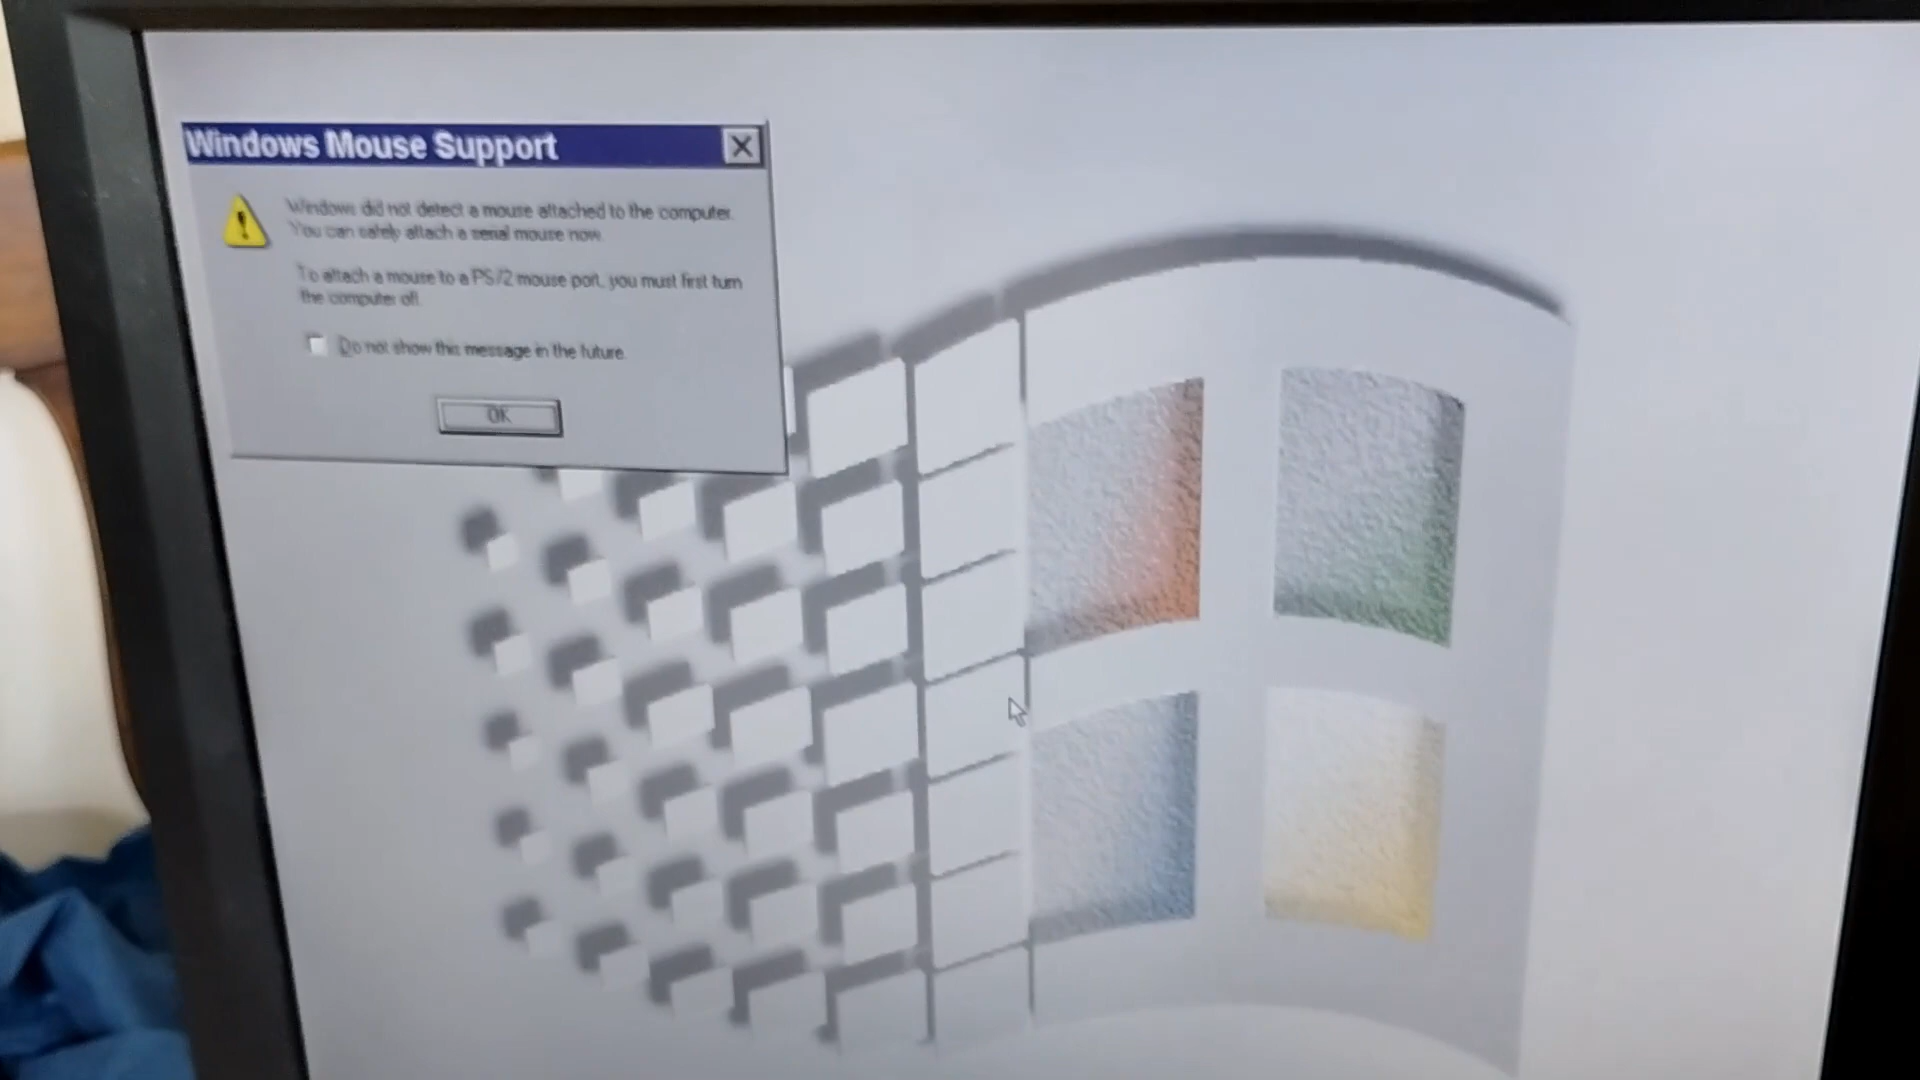 Windows Mouse Support
Windows did not detect a mouse attached to the computer.
You can safely attach a serial mouse now.
To attach a mouse to a PS/2 mouse port, you must first turn
the computer off.
Do not show this message in the future.
OK